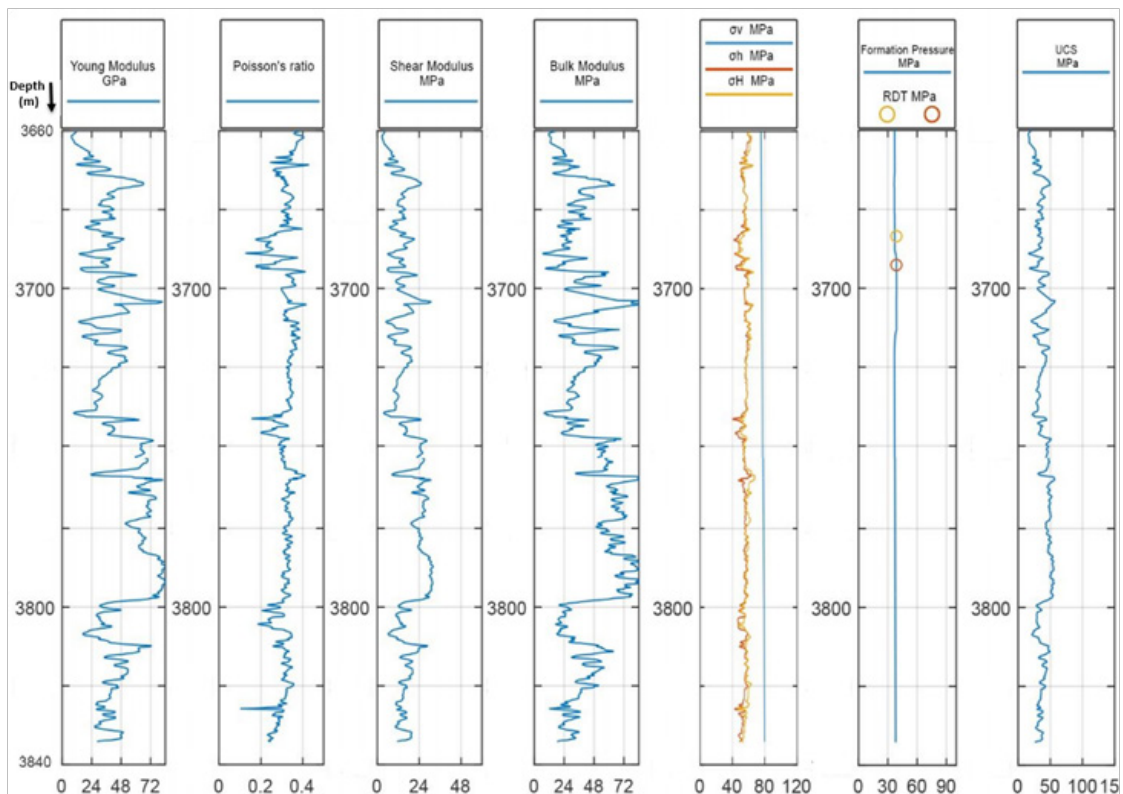 Young Modulus
GPa
Poisson's ratio
Shear Modulus
MPa
Bulk Modulus
MPa
σv MPa
σh MPa
σH MPa
Formation Pressure
MPa
RDT MPa
UCS
MPa
Depth
(m)
3660
3700 3700 3700 3700 3700 3700 3700
3800 3800 3800 3800 3800 3800 3800
3840
0 24 48 72 0 0.2 0.4 0 24 48 72 0 24 48 72 0 40 80 120 0 30 60 90 0 50 100 15